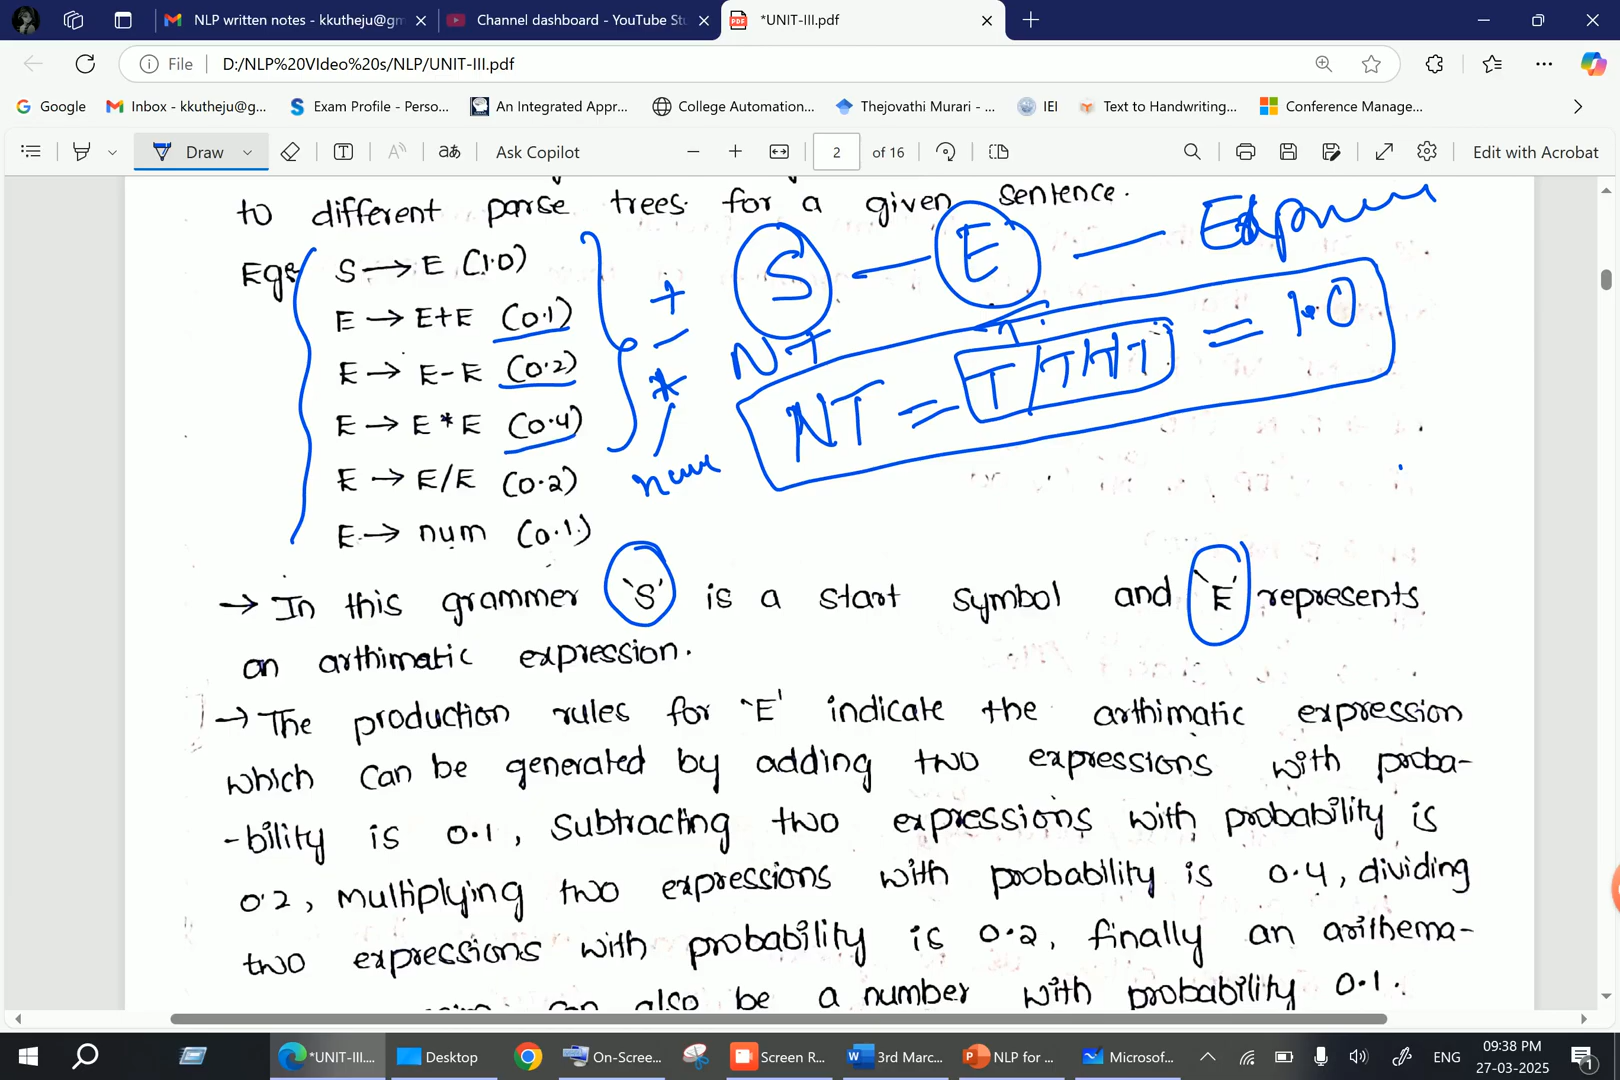 NLP written notes - kkutheju@gm
Channel dashboard - YouTube Stu
*UNIT-III.pdf
File D:/NLP%20VIdeo%20s/NLP/UNIT-III.pdf
Google
Inbox - kkutheju@g...
Exam Profile - Perso...
An Integrated Appr...
College Automation...
Thejovathi Murari - ...
IEI
Text to Handwriting...
Conference Manage...
Draw
Ask Copilot
2 of 16
Edit with Acrobat
to different parse trees for a given sentence.
Egs S → E (1.0)
E → E+E (0.1)
E → E-E (0.2)
E → E*E (0.4)
E → E/E (0.2)
E → num (0.1)
S — E —
+
-
*
NT
NT = T/T/T/T = 1.0
→ In this grammer 'S' is a start symbol and 'E' represents
an arthimatic expression.
→ The production rules for 'E' indicate the arthimatic expression
which can be generated by adding two expressions with proba-
-bility is 0.1, subtracting two expressions with probability is
0.2, multiplying two expressions with probability is 0.4, dividing
two expressions with probability is 0.2, finally an arithema-
can also be a number with probability 0.1.
*UNIT-III....
Desktop
On-Scree...
Screen R...
3rd Marc...
NLP for ...
Microsof...
ENG
09:38 PM
27-03-2025
1